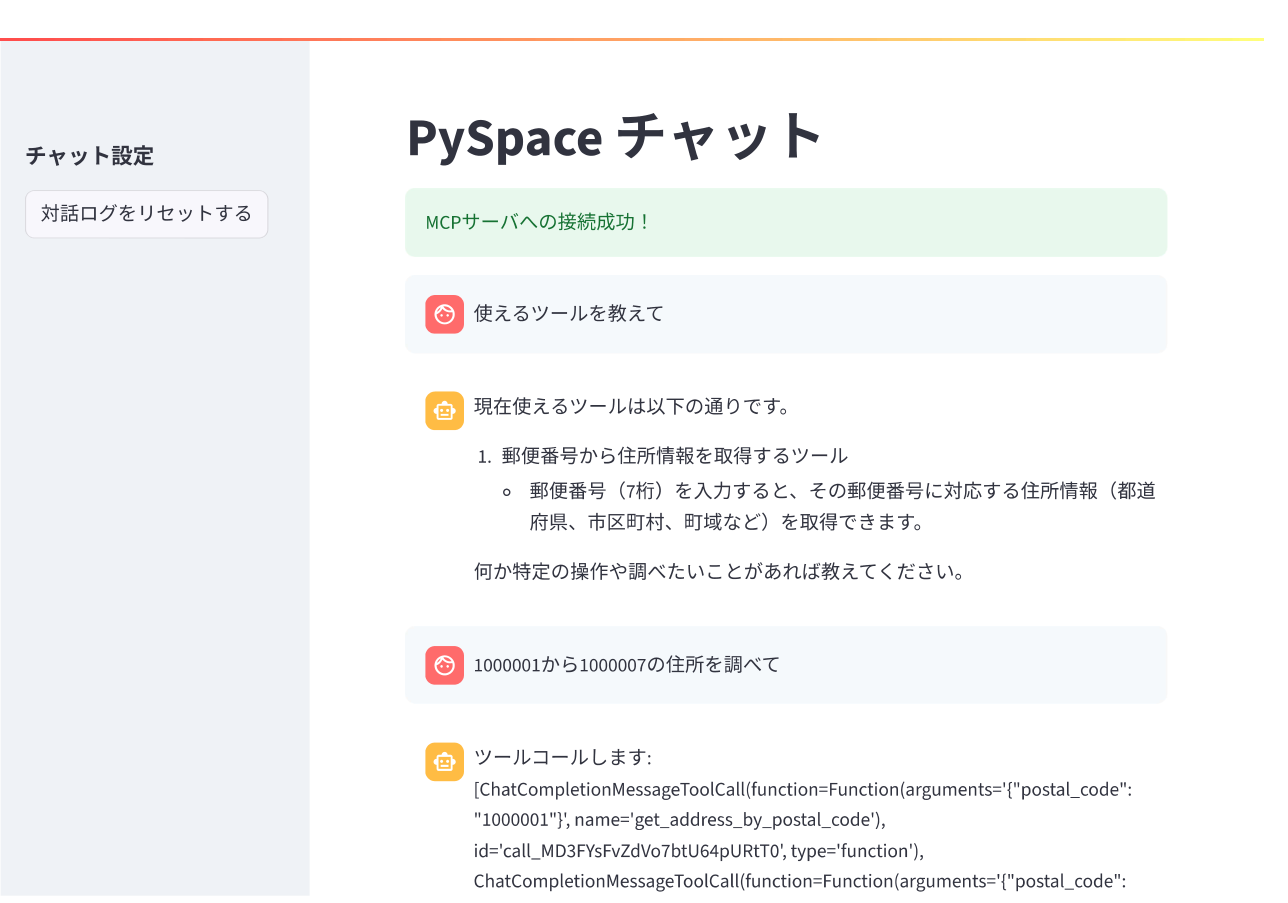 チャット設定
対話ログをリセットする
PySpace チャット
MCPサーバへの接続成功！
使えるツールを教えて
現在使えるツールは以下の通りです。
1. 郵便番号から住所情報を取得するツール
郵便番号（7桁）を入力すると、その郵便番号に対応する住所情報（都道
府県、市区町村、町域など）を取得できます。
何か特定の操作や調べたいことがあれば教えてください。
1000001から1000007の住所を調べて
ツールコールします:
[ChatCompletionMessageToolCall(function=Function(arguments='{"postal_code":
"1000001"}', name='get_address_by_postal_code'),
id='call_MD3FYsFvZdVo7btU64pURtT0', type='function'),
ChatCompletionMessageToolCall(function=Function(arguments='{"postal_code":